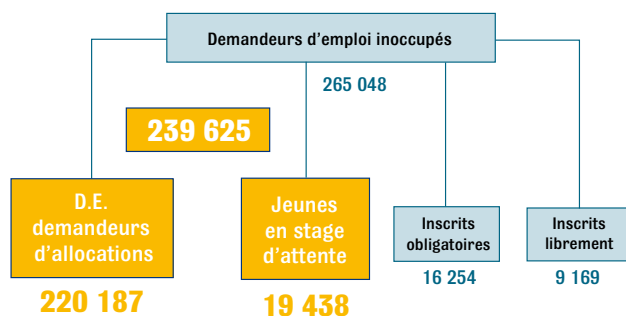 Demandeurs d'emploi inoccupés
265 048
239 625
D.E.
demandeurs
d'allocations
220 187
Jeunes
en stage
d'attente
19 438
Inscrits
obligatoires
16 254
Inscrits
librement
9 169